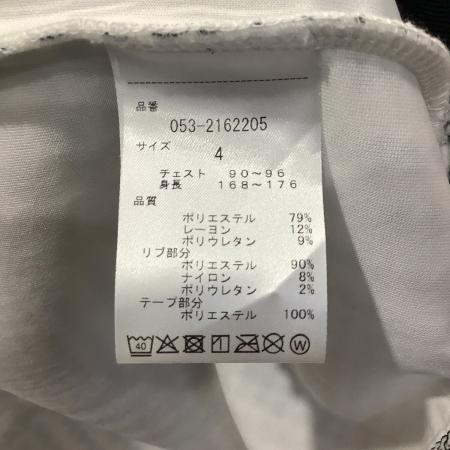 品番
053-2162205
サイズ
4
チェスト 90～96
身長 168～176
品質
ポリエステル 79%
レーヨン 12%
ポリウレタン 9%
リブ部分
ポリエステル 90%
ナイロン 8%
ポリウレタン 2%
テープ部分
ポリエステル 100%
40 W